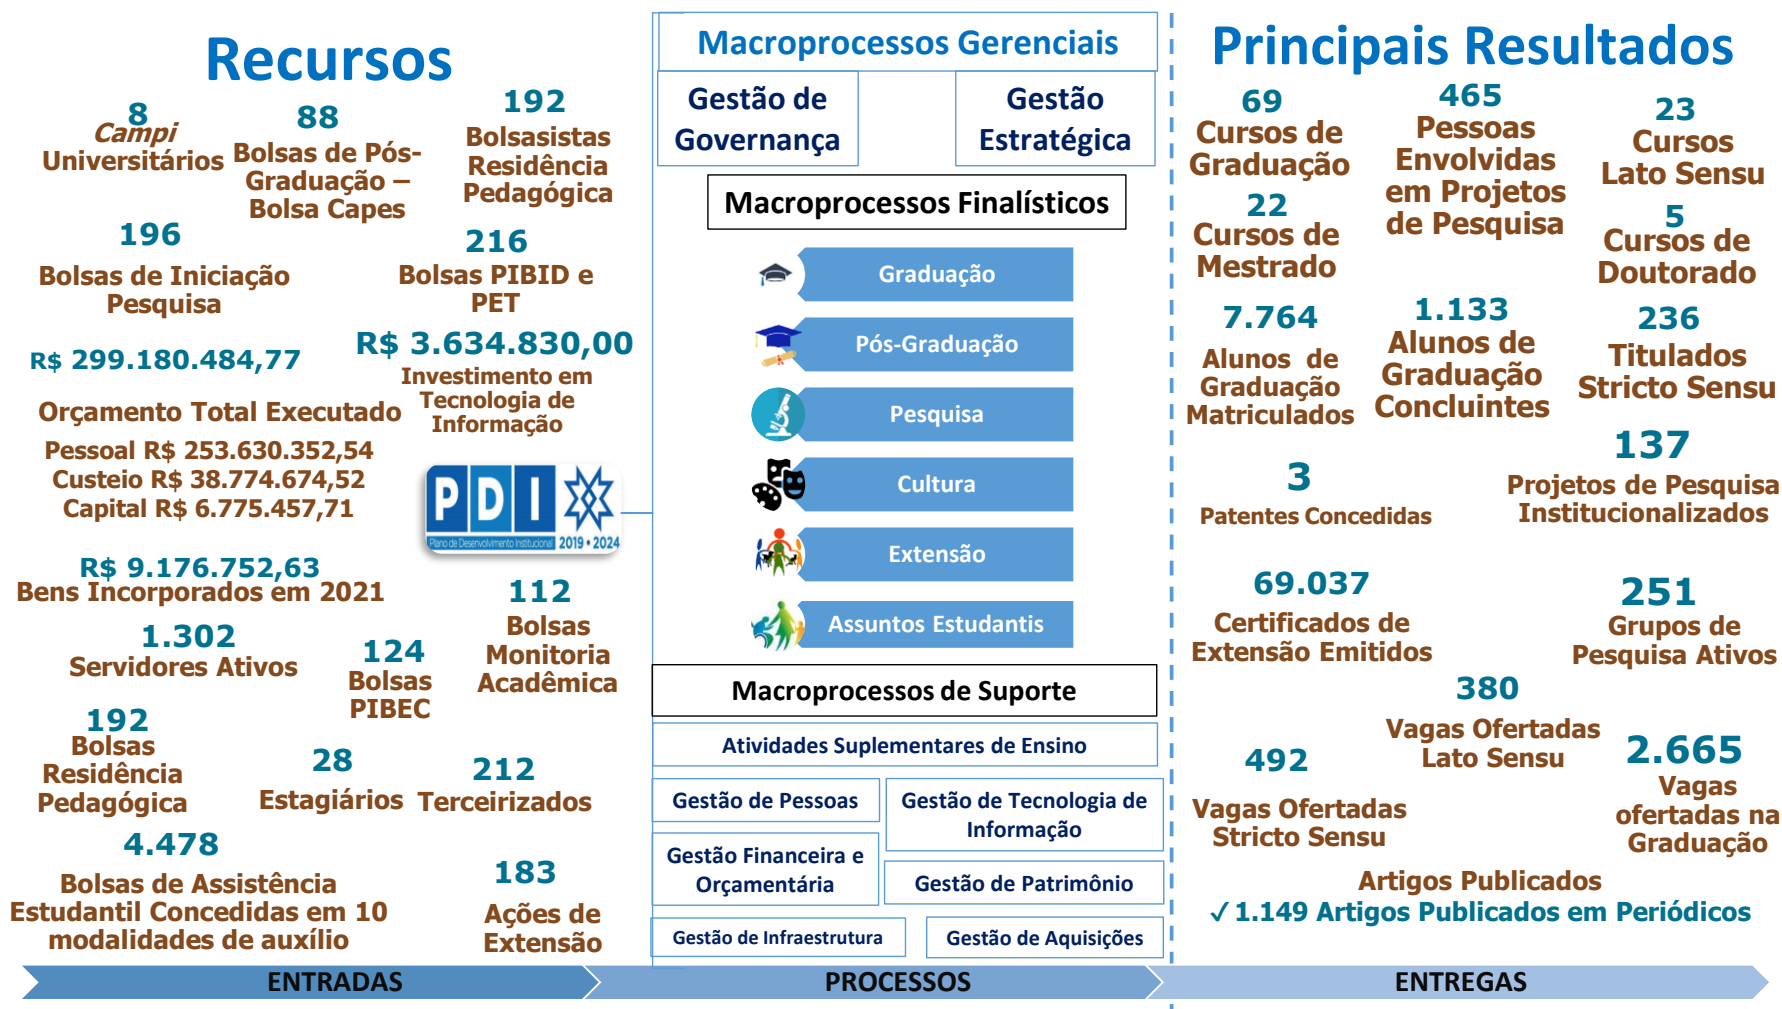 Recursos
8
Campi
Universitários
88
Bolsas de Pós-
Graduação –
Bolsa Capes
192
Bolsasistas
Residência
Pedagógica
196
Bolsas de Iniciação
Pesquisa
216
Bolsas PIBID e
PET
R$ 299.180.484,77
Orçamento Total Executado
Pessoal R$ 253.630.352,54
Custeio R$ 38.774.674,52
Capital R$ 6.775.457,71
R$ 3.634.830,00
Investimento em
Tecnologia de
Informação
PDI
Plano de Desenvolvimento Institucional 2019 • 2024
R$ 9.176.752,63
Bens Incorporados em 2021
1.302
Servidores Ativos
124
Bolsas
PIBEC
112
Bolsas
Monitoria
Acadêmica
192
Bolsas
Residência
Pedagógica
28
Estagiários
212
Terceirizados
4.478
Bolsas de Assistência
Estudantil Concedidas em 10
modalidades de auxílio
183
Ações de
Extensão
ENTRADAS
Macroprocessos Gerenciais
Gestão de
Governança
Gestão
Estratégica
Macroprocessos Finalísticos
Graduação
Pós-Graduação
Pesquisa
Cultura
Extensão
Assuntos Estudantis
Macroprocessos de Suporte
Atividades Suplementares de Ensino
Gestão de Pessoas
Gestão de Tecnologia de
Informação
Gestão Financeira e
Orçamentária
Gestão de Patrimônio
Gestão de Infraestrutura
Gestão de Aquisições
PROCESSOS
Principais Resultados
69
Cursos de
Graduação
465
Pessoas
Envolvidas
em Projetos
de Pesquisa
23
Cursos
Lato Sensu
22
Cursos de
Mestrado
5
Cursos de
Doutorado
7.764
Alunos de
Graduação
Matriculados
1.133
Alunos de
Graduação
Concluintes
236
Titulados
Stricto Sensu
3
Patentes Concedidas
137
Projetos de Pesquisa
Institucionalizados
69.037
Certificados de
Extensão Emitidos
251
Grupos de
Pesquisa Ativos
380
Vagas Ofertadas
Lato Sensu
492
Vagas Ofertadas
Stricto Sensu
2.665
Vagas
ofertadas na
Graduação
Artigos Publicados
✓1.149 Artigos Publicados em Periódicos
ENTREGAS